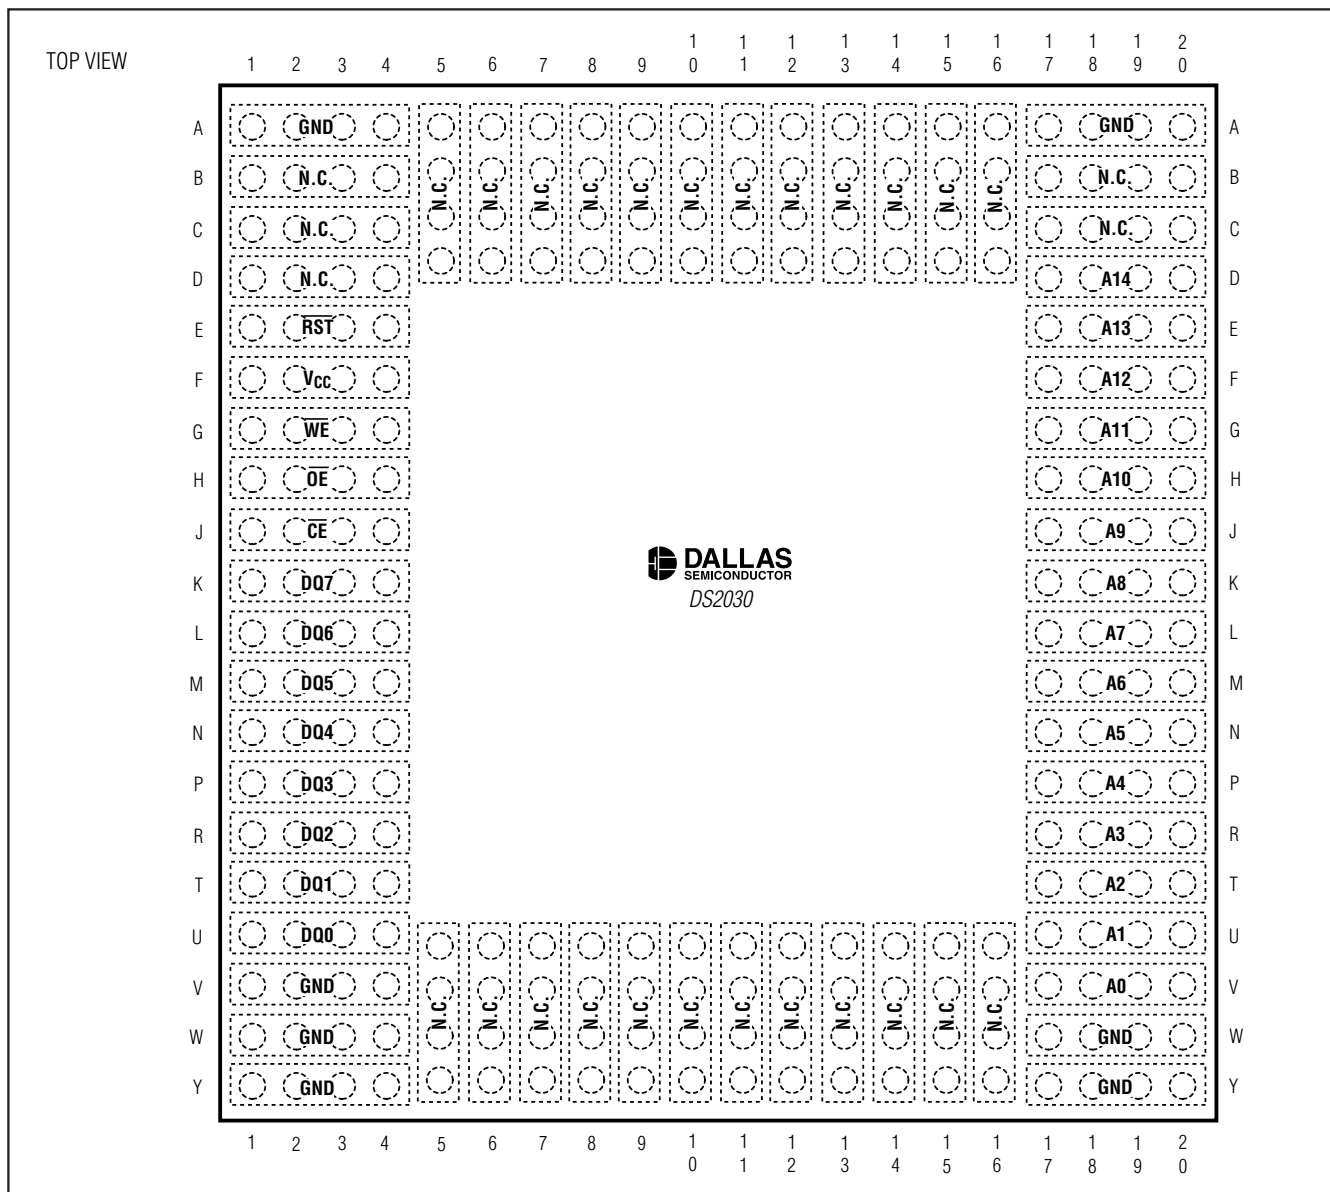 TOP VIEW
1 2 3 4 5 6 7 8 9 10 11 12 13 14 15 16 17 18 19 20
A GND GND A
B N.C. N.C. B
N.C. N.C. N.C. N.C. N.C. N.C. N.C. N.C. N.C. N.C. N.C. N.C.
C N.C. N.C. C
D N.C. A14 D
E R̅S̅T̅ A13 E
F VCC A12 F
G W̅E̅ A11 G
H O̅E̅ A10 H
J C̅E̅ A9 J
DALLAS
SEMICONDUCTOR
DS2030
K DQ7 A8 K
L DQ6 A7 L
M DQ5 A6 M
N DQ4 A5 N
P DQ3 A4 P
R DQ2 A3 R
T DQ1 A2 T
U DQ0 A1 U
V GND A0 V
N.C. N.C. N.C. N.C. N.C. N.C. N.C. N.C. N.C. N.C. N.C. N.C.
W GND GND W
Y GND GND Y
1 2 3 4 5 6 7 8 9 10 11 12 13 14 15 16 17 18 19 20